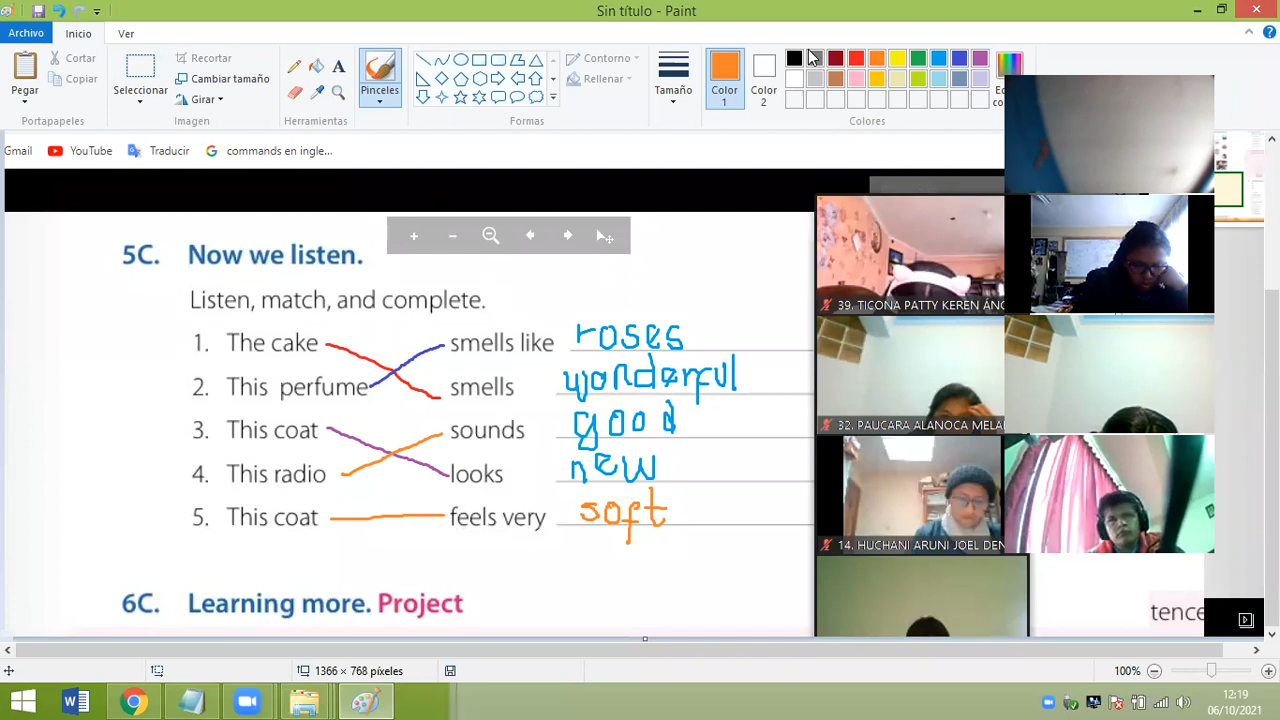 Sin título - Paint
Archivo Inicio Ver
Pegar
Cortar
Copiar
Portapapeles
Seleccionar
Recortar
Cambiar tamaño
Girar
Imagen
A
Herramientas
Pinceles
Contorno
Rellenar
Formas
Tamaño
Color 1
Color 2
Colores
Gmail YouTube Traducir commands en ingle...
5C. Now we listen.
Listen, match, and complete.
1. The cake smells like roses
2. This perfume smells wonderful
3. This coat sounds good
4. This radio looks new
5. This coat feels very soft
6C. Learning more. Project
39. TICONA PATTY KEREN ÁNG
32. PAUCARA ALANOCA MELA
14. HUCHANI ARUNI JOEL DEN
tence
1366 × 768 píxeles
100%
12:19
06/10/2021